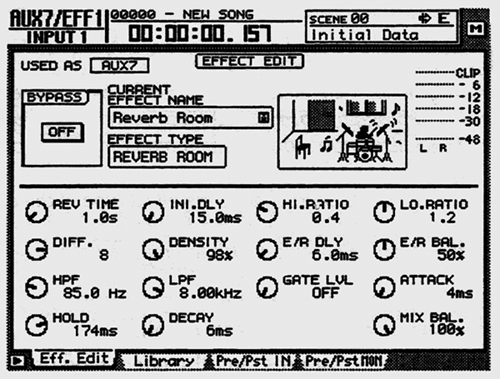 AUX7/EFF1 00000 - NEW SONG SCENE 00 E M
INPUT 1 00:00:00. 157 Initial Data
USED AS AUX7 EFFECT EDIT
BYPASS
OFF
CURRENT
EFFECT NAME
Reverb Room
EFFECT TYPE
REVERB ROOM
CLIP
- 6
-12
-18
-30
-48
L R
REV TIME 1.0s
INI.DLY 15.0ms
HI.RATIO 0.4
LO.RATIO 1.2
DIFF. 8
DENSITY 98%
E/R DLY 6.0ms
E/R BAL. 50%
HPF 85.0 Hz
LPF 8.00kHz
GATE LVL OFF
ATTACK 4ms
HOLD 174ms
DECAY 6ms
MIX BAL. 100%
Eff. Edit Library Pre/Pst IN Pre/Pst MON